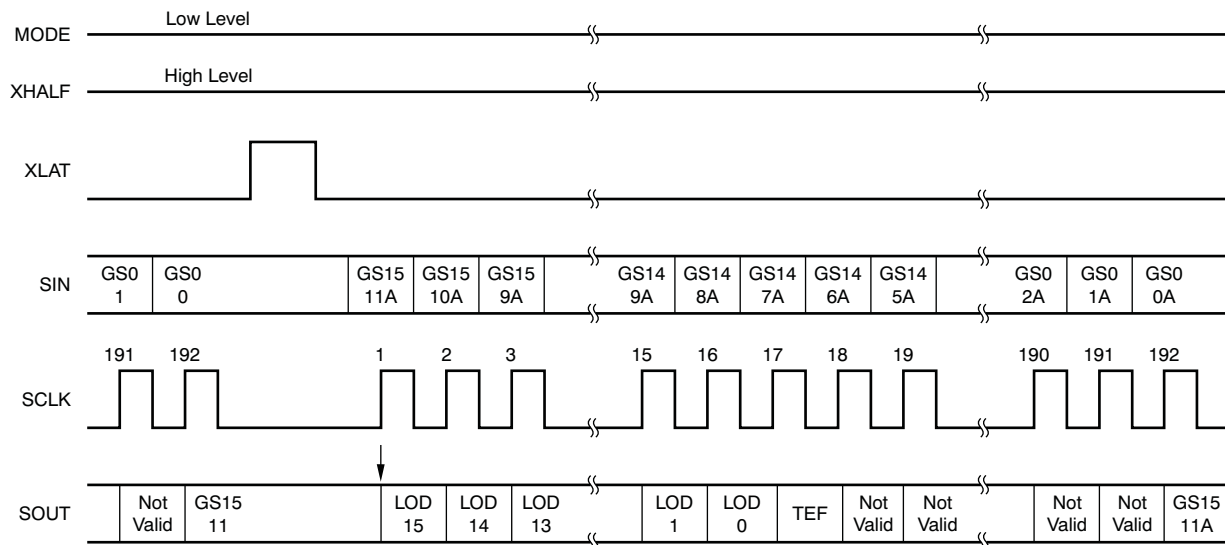 Low Level
MODE
High Level
XHALF
XLAT
SIN
GS0 1
GS0 0
GS15 11A
GS15 10A
GS15 9A
GS14 9A
GS14 8A
GS14 7A
GS14 6A
GS14 5A
GS0 2A
GS0 1A
GS0 0A
191 192 1 2 3 15 16 17 18 19 190 191 192
SCLK
SOUT
Not Valid
GS15 11
LOD 15
LOD 14
LOD 13
LOD 1
LOD 0
TEF
Not Valid
Not Valid
Not Valid
Not Valid
GS15 11A